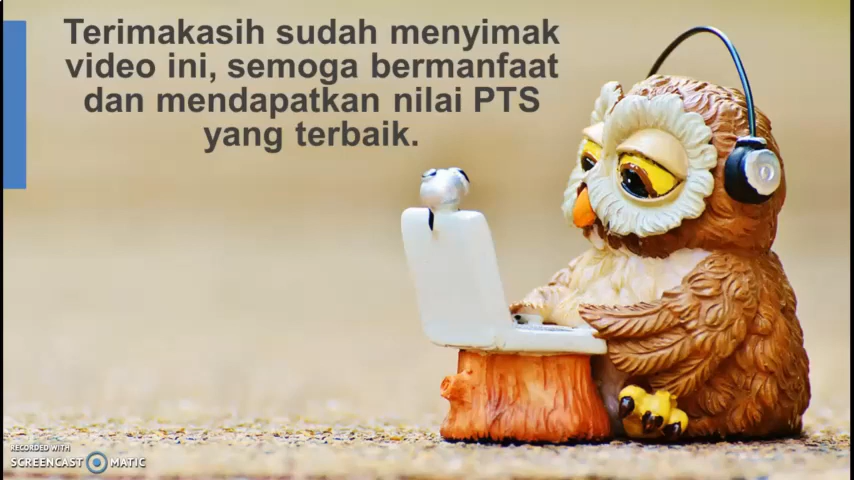 Terimakasih sudah menyimak
video ini, semoga bermanfaat
dan mendapatkan nilai PTS
yang terbaik.
RECORDED WITH
SCREENCAST MATIC